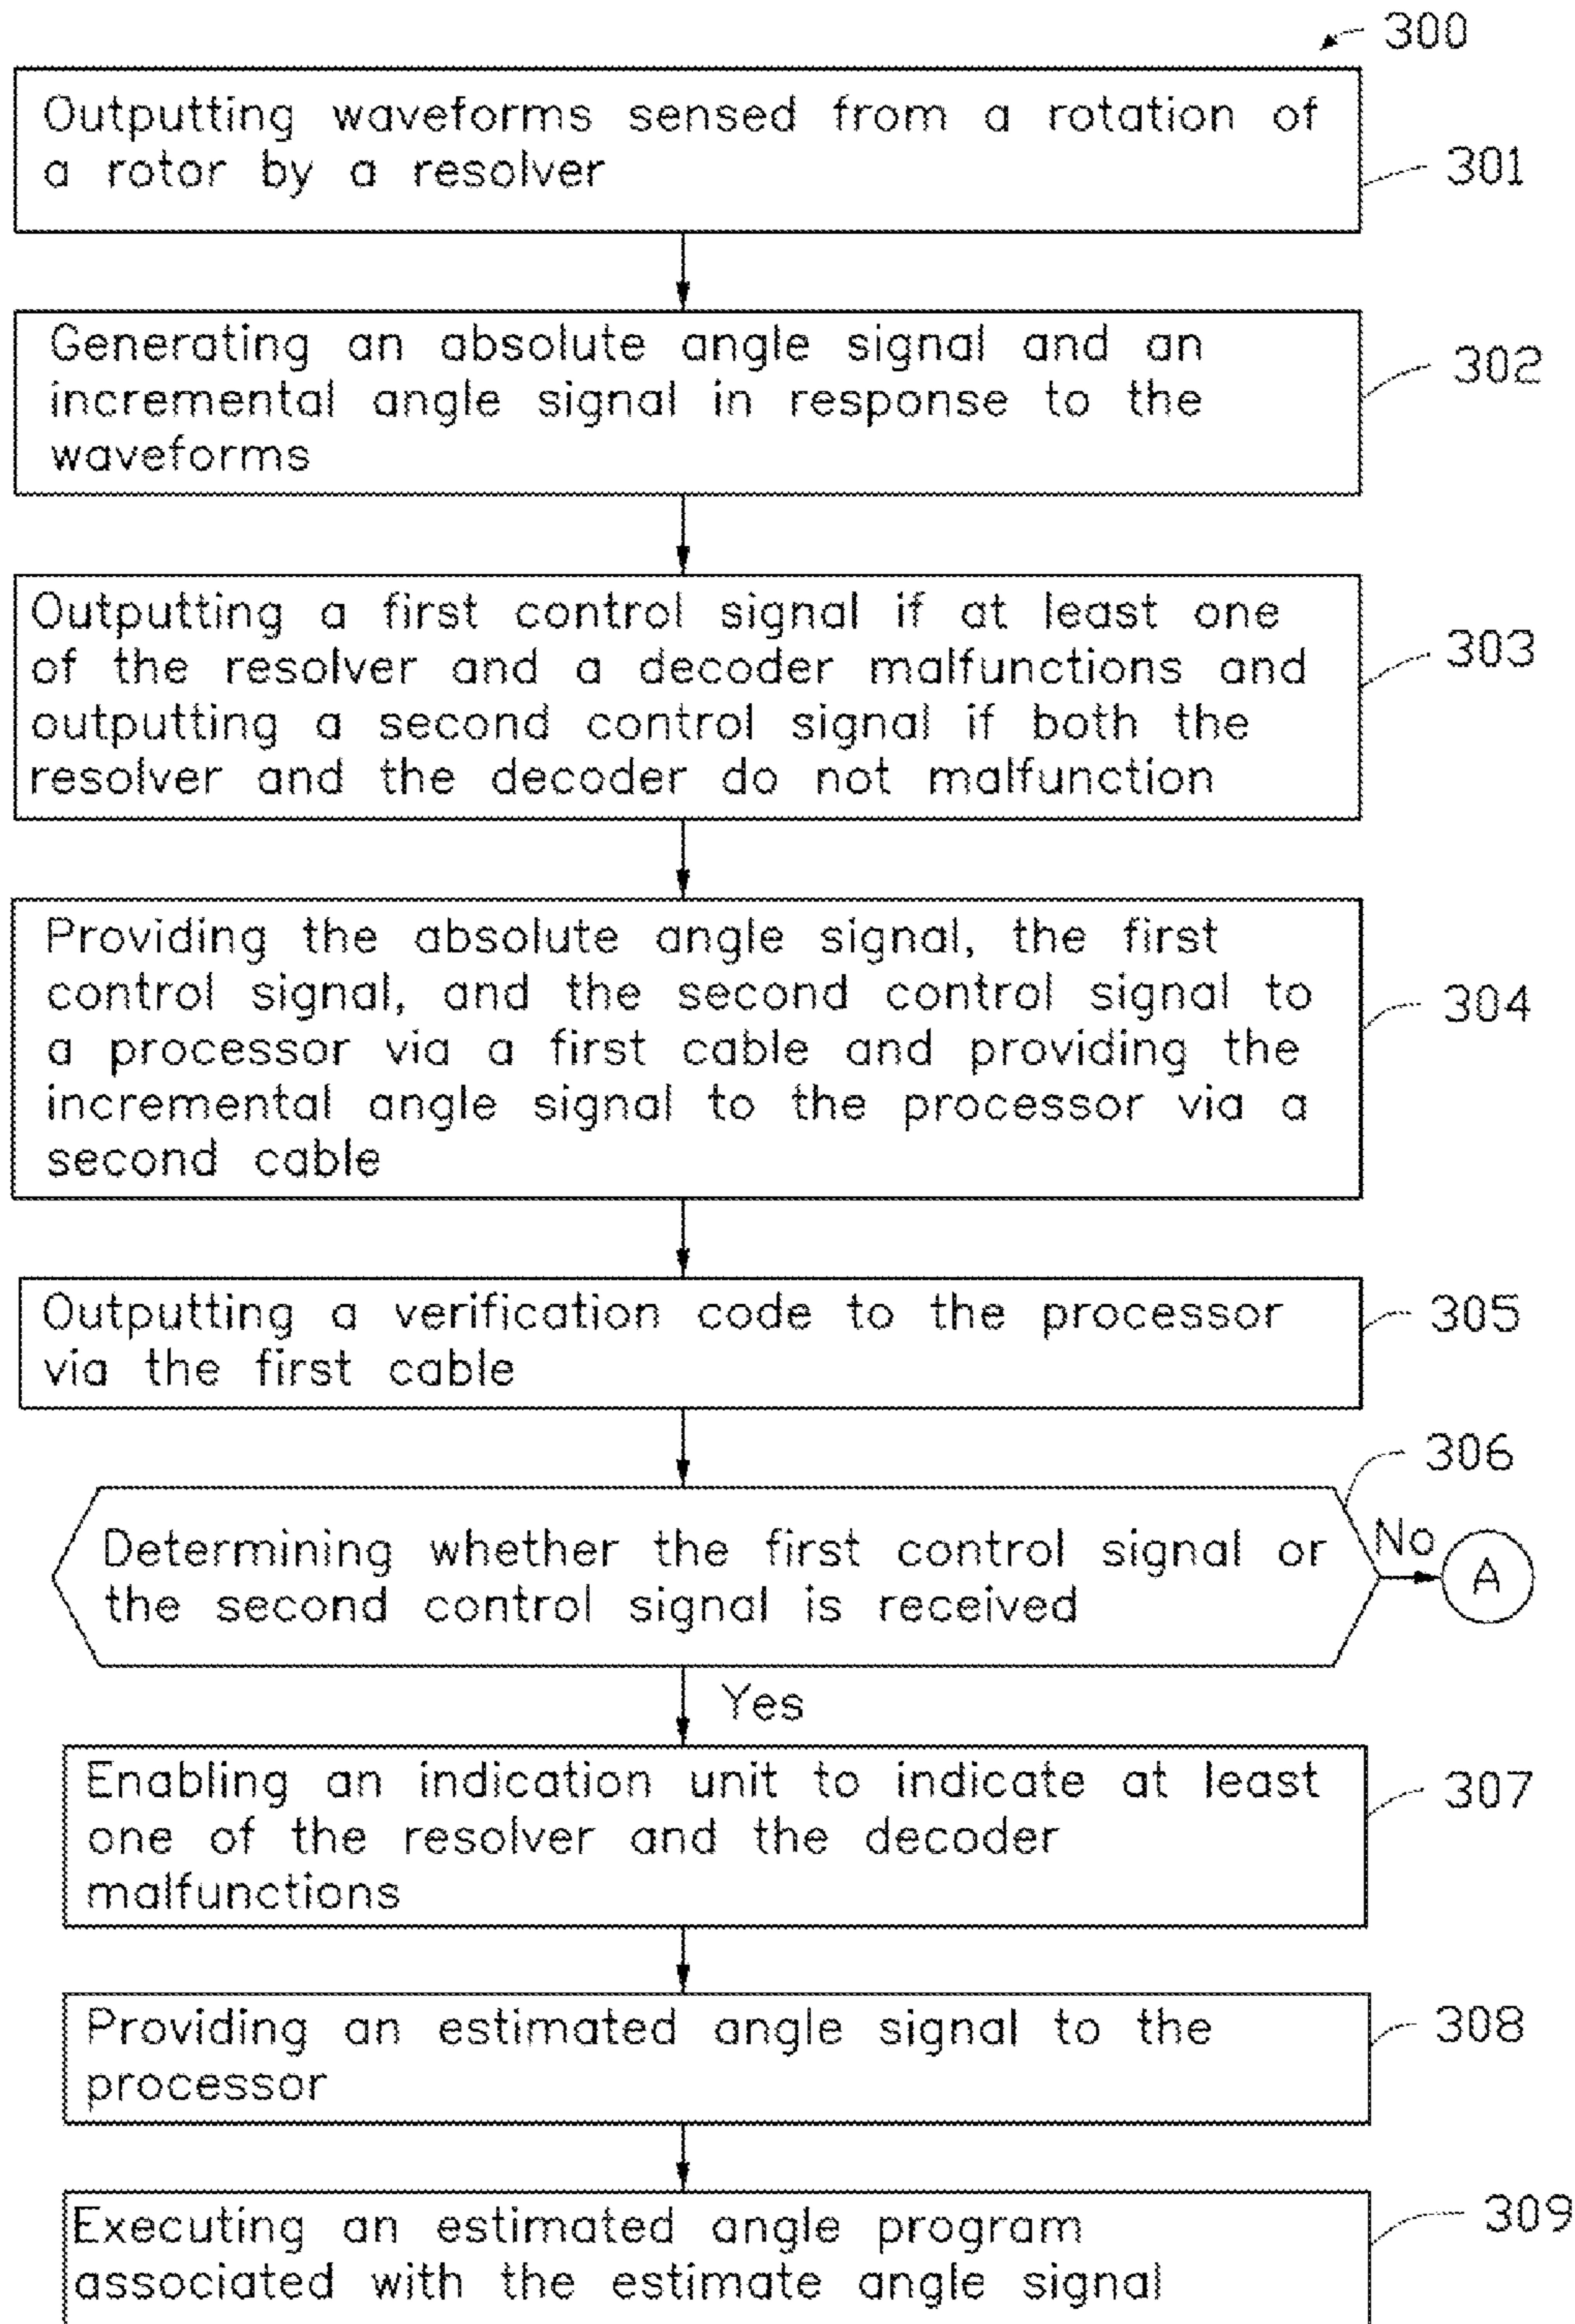 300
Outputting waveforms sensed from a rotation of
a rotor by a resolver
301
Generating an absolute angle signal and an
incremental angle signal in response to the
waveforms
302
Outputting a first control signal if at least one
of the resolver and a decoder malfunctions and
outputting a second control signal if both the
resolver and the decoder do not malfunction
303
Providing the absolute angle signal, the first
control signal, and the second control signal to
a processor via a first cable and providing the
incremental angle signal to the processor via a
second cable
304
Outputting a verification code to the processor
via the first cable
305
306
Determining whether the first control signal or
the second control signal is received
No
A
Yes
Enabling an indication unit to indicate at least
one of the resolver and the decoder
malfunctions
307
Providing an estimated angle signal to the
processor
308
Executing an estimated angle program
associated with the estimate angle signal
309